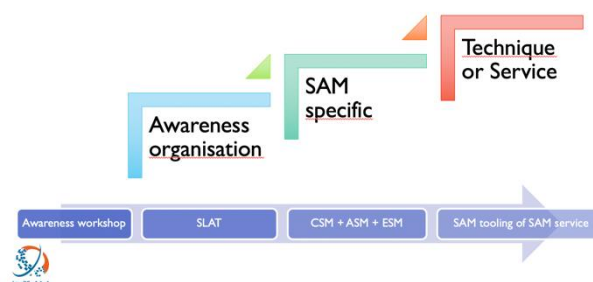 Technique
or Service
SAM
specific
Awareness
organisation
Awareness workshop
SLAT
CSM + ASM + ESM
SAM tooling of SAM service